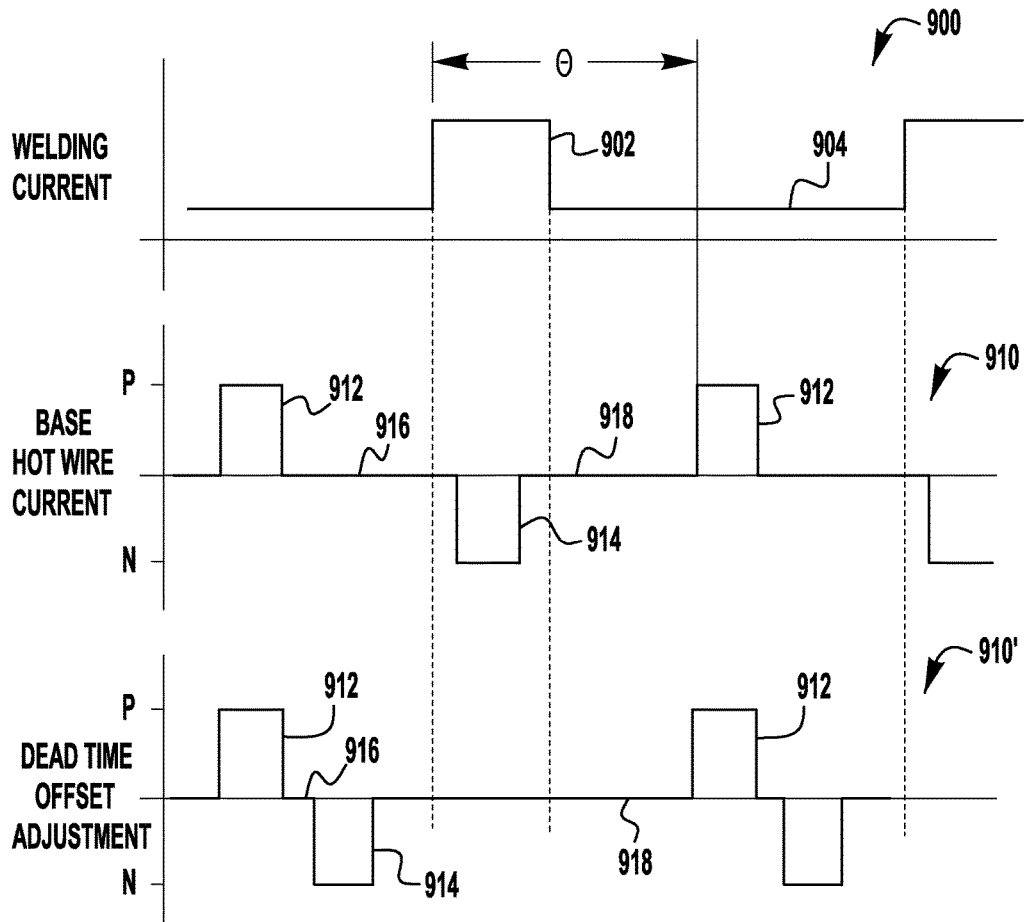 900
Θ
WELDING
CURRENT
902
904
910
P
912
912
BASE
HOT WIRE
CURRENT
916
918
914
N
910'
P
912
912
DEAD TIME
OFFSET
ADJUSTMENT
916
918
914
N